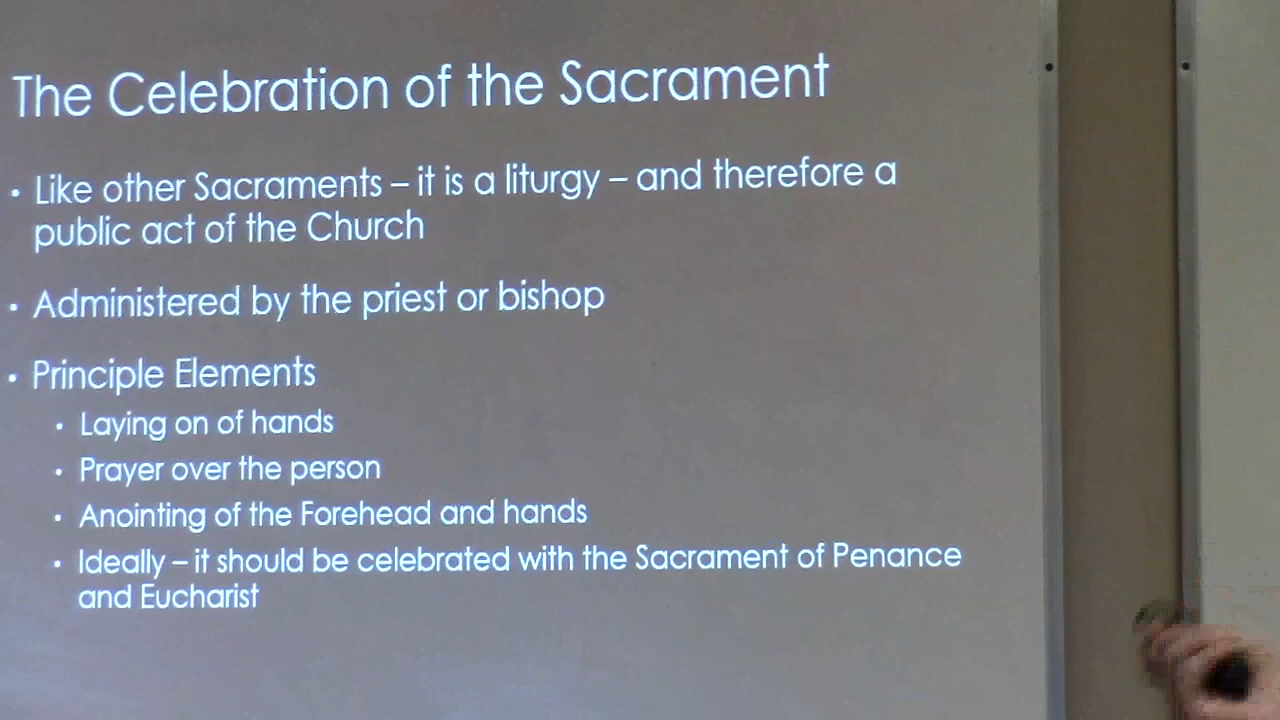 The Celebration of the Sacrament
• Like other Sacraments – it is a liturgy – and therefore a
public act of the Church
• Administered by the priest or bishop
• Principle Elements
• Laying on of hands
• Prayer over the person
• Anointing of the Forehead and hands
• Ideally – it should be celebrated with the Sacrament of Penance
and Eucharist